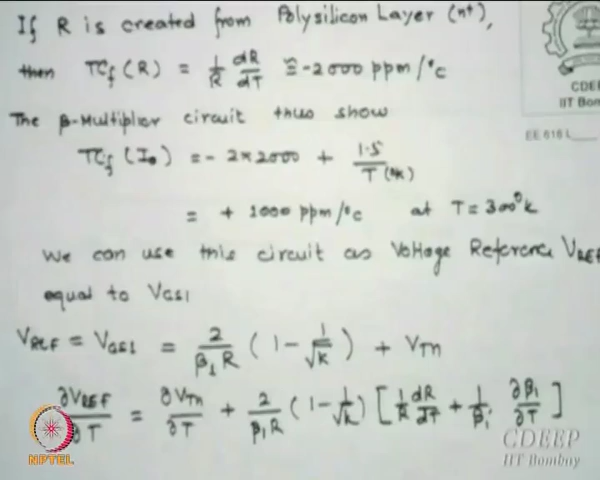 If R is created from Polysilicon Layer (n+),
then TCf(R) = 1/R dR/dT ≅ -2000 ppm/°C
The β-Multiplier circuit thus show
TCf(I0) = - 2×2000 + 1.5/T(°K)
= + 1000 ppm/°C at T = 300°K
We can use this circuit as Voltage Reference VREF
equal to VGS1
VREF = VGS1 = 2/β1R (1 - 1/√K) + VTn
∂VREF/∂T = ∂VTn/∂T + 2/β1R (1 - 1/√K) [1/R dR/dT + 1/β1 · ∂β1/∂T]
CDEEP
IIT Bom
EE 618 L
NPTEL
CDEEP
IIT Bombay